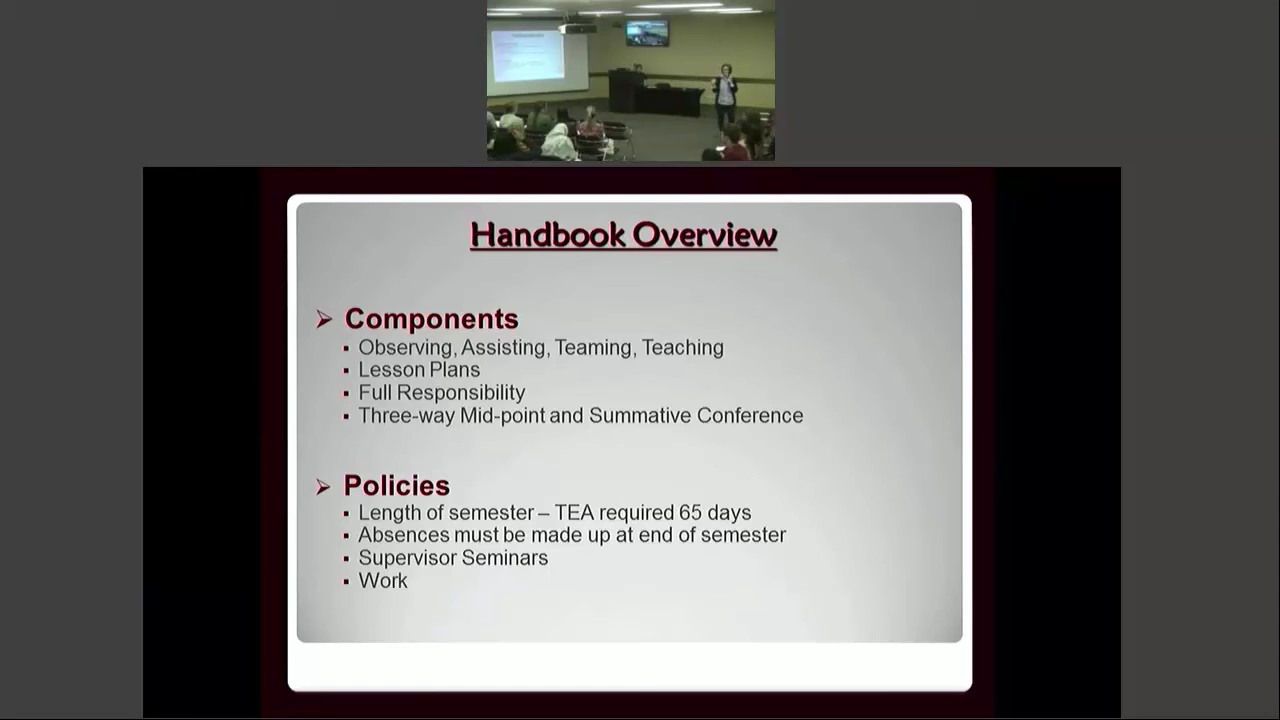 Handbook Overview
Components
Observing, Assisting, Teaming, Teaching
Lesson Plans
Full Responsibility
Three-way Mid-point and Summative Conference
Policies
Length of semester – TEA required 65 days
Absences must be made up at end of semester
Supervisor Seminars
Work